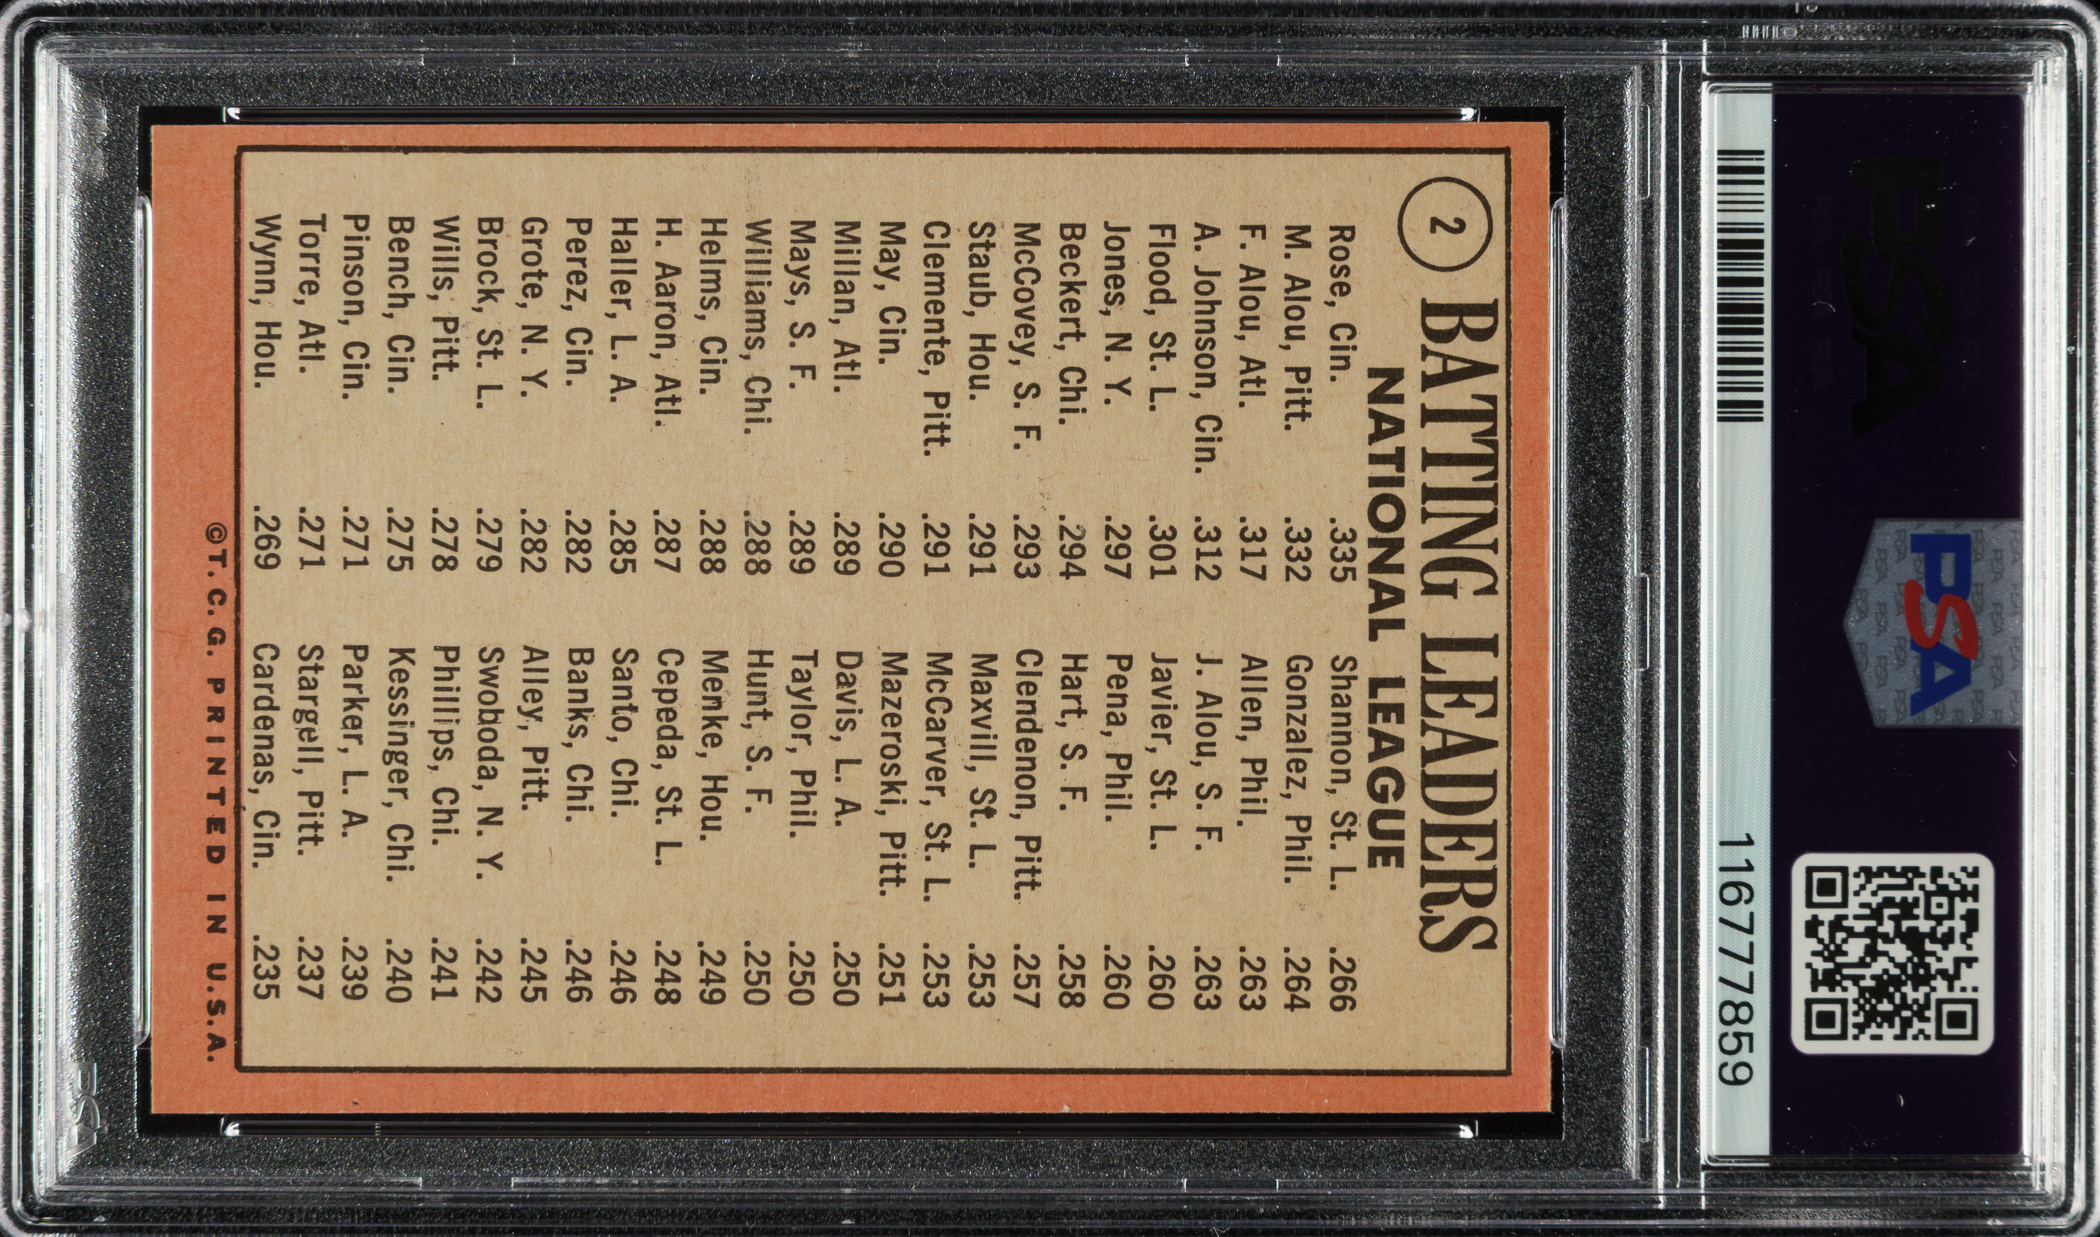 2 BATTING LEADERS
NATIONAL LEAGUE
Rose, Cin. .335 Shannon, St. L. .266
M. Alou, Pitt. .332 Gonzalez, Phil. .264
F. Alou, Atl. .317 Allen, Phil. .263
A. Johnson, Cin. .312 J. Alou, S. F. .263
Flood, St. L. .301 Javier, St. L. .260
Jones, N. Y. .297 Pena, Phil. .260
Beckert, Chi. .294 Hart, S. F. .258
McCovey, S. F. .293 Clendenon, Pitt. .257
Staub, Hou. .291 Maxvill, St. L. .253
Clemente, Pitt. .291 McCarver, St. L. .253
May, Cin. .290 Mazeroski, Pitt. .251
Millan, Atl. .289 Davis, L. A. .250
Mays, S. F. .289 Taylor, Phil. .250
Williams, Chi. .288 Hunt, S. F. .250
Helms, Cin. .288 Menke, Hou. .249
H. Aaron, Atl. .287 Cepeda, St. L. .248
Haller, L. A. .285 Santo, Chi. .246
Perez, Cin. .282 Banks, Chi. .246
Grote, N. Y. .282 Alley, Pitt. .245
Brock, St. L. .279 Swoboda, N. Y. .242
Wills, Pitt. .278 Phillips, Chi. .241
Bench, Cin. .275 Kessinger, Chi. .240
Pinson, Cin. .271 Parker, L. A. .239
Torre, Atl. .271 Stargell, Pitt. .237
Wynn, Hou. .269 Cardenas, Cin. .235
©T.C.G. PRINTED IN U.S.A.
PSA
PSA
116777859
PSA